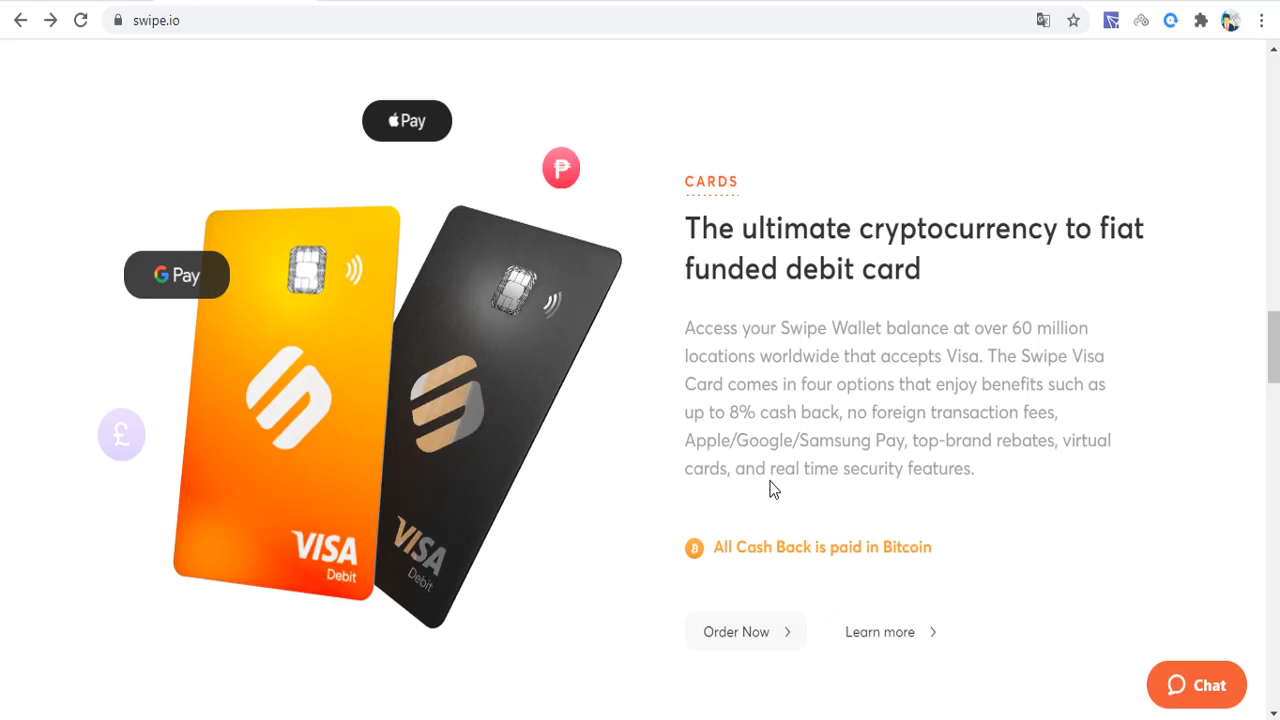 swipe.io
Pay
₱
CARDS
The ultimate cryptocurrency to fiat
funded debit card
G Pay
Access your Swipe Wallet balance at over 60 million
locations worldwide that accepts Visa. The Swipe Visa
Card comes in four options that enjoy benefits such as
up to 8% cash back, no foreign transaction fees,
Apple/Google/Samsung Pay, top-brand rebates, virtual
cards, and real time security features.
£
VISA
Debit
VISA
Debit
All Cash Back is paid in Bitcoin
Order Now
Learn more
Chat